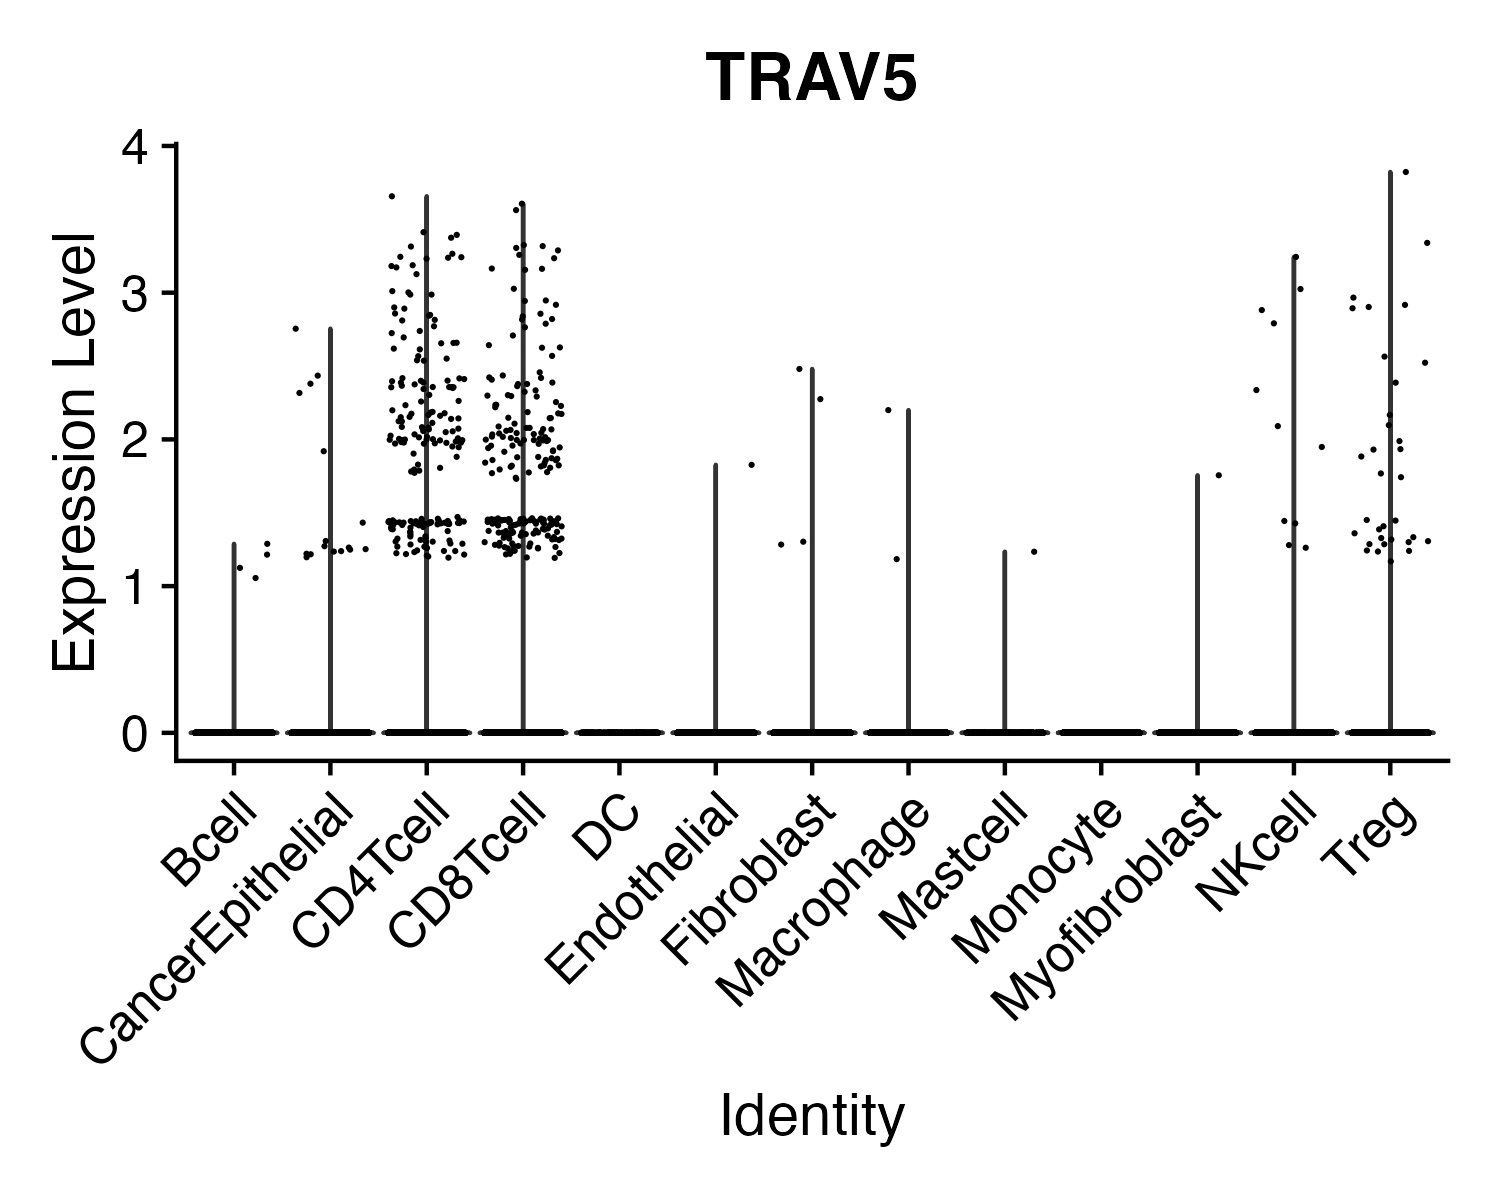 TRAV5
Expression Level
4
3
2
1
0
Bcell
CancerEpithelial
CD4Tcell
CD8Tcell
DC
Endothelial
Fibroblast
Macrophage
Mastcell
Monocyte
Myofibroblast
NKcell
Treg
Identity